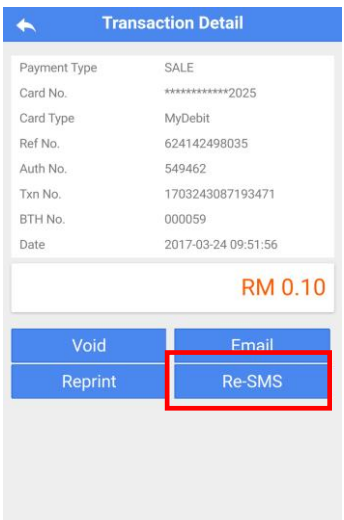 Transaction Detail
Payment Type SALE
Card No. ************2025
Card Type MyDebit
Ref No. 624142498035
Auth No. 549462
Txn No. 1703243087193471
BTH No. 000059
Date 2017-03-24 09:51:56
RM 0.10
Void Email
Reprint Re-SMS